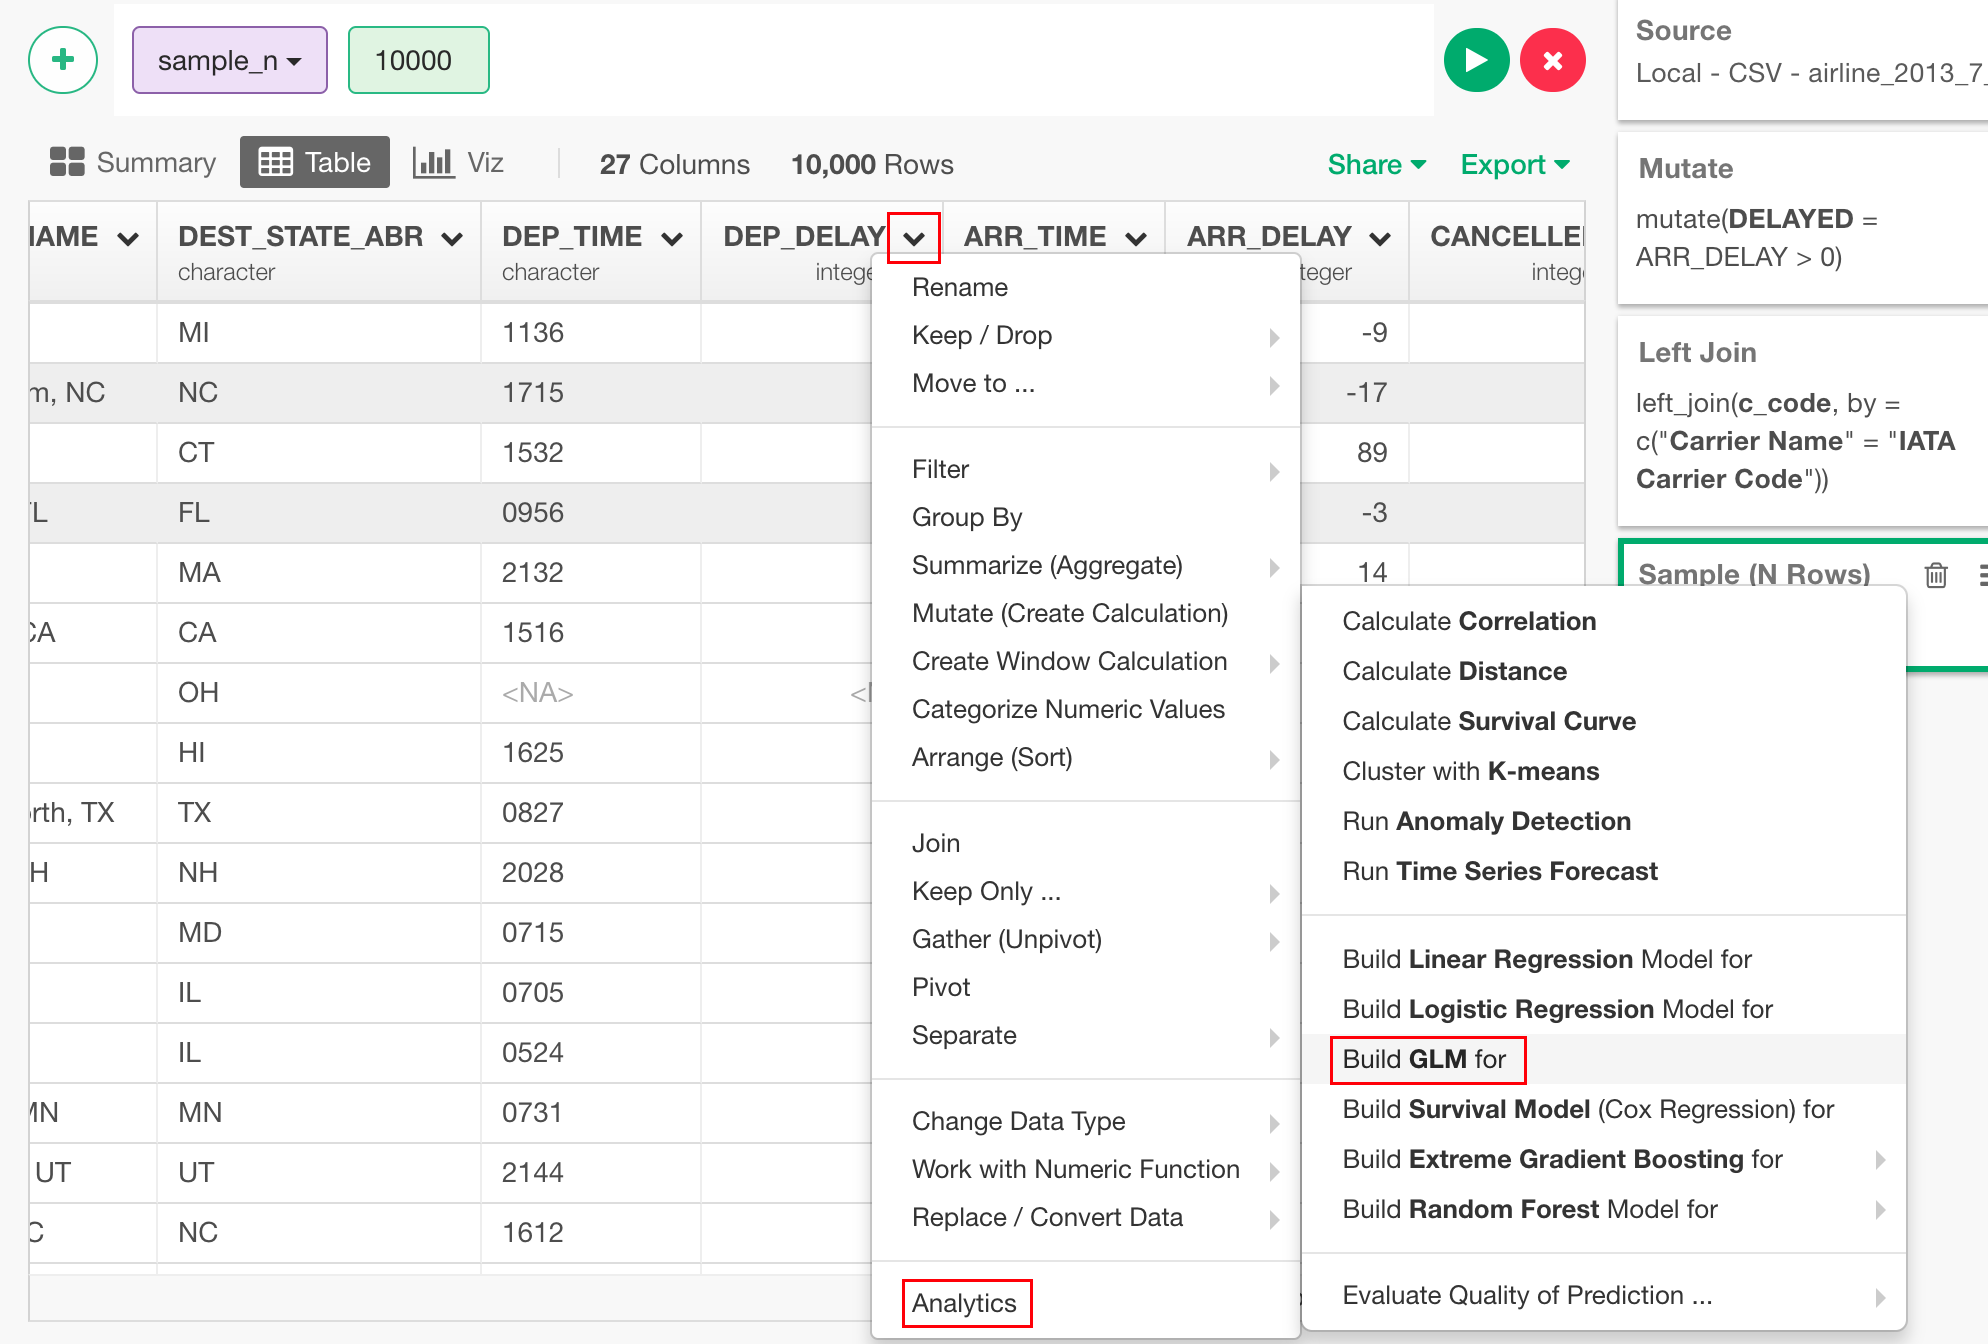 sample_n
10000
Source
Local - CSV - airline_2013_7_
Summary
Table
Viz
27 Columns
10,000 Rows
Share
Export
Mutate
mutate(DELAYED =
ARR_DELAY > 0)
Left Join
left_join(c_code, by =
c("Carrier Name" = "IATA
Carrier Code"))
Sample (N Rows)
DEST_STATE_ABR
character
DEP_TIME
character
DEP_DELAY
ARR_TIME
ARR_DELAY
MI
1136
-9
m, NC
NC
1715
-17
CT
1532
89
FL
0956
-3
MA
2132
14
CA
CA
1516
OH
<NA>
HI
1625
TX
TX
0827
NH
2028
MD
0715
IL
0705
IL
0524
MN
MN
0731
UT
UT
2144
NC
1612
Rename
Keep / Drop
Move to ...
Filter
Group By
Summarize (Aggregate)
Mutate (Create Calculation)
Create Window Calculation
Categorize Numeric Values
Arrange (Sort)
Join
Keep Only ...
Gather (Unpivot)
Pivot
Separate
Change Data Type
Work with Numeric Function
Replace / Convert Data
Analytics
Calculate Correlation
Calculate Distance
Calculate Survival Curve
Cluster with K-means
Run Anomaly Detection
Run Time Series Forecast
Build Linear Regression Model for
Build Logistic Regression Model for
Build GLM for
Build Survival Model (Cox Regression) for
Build Extreme Gradient Boosting for
Build Random Forest Model for
Evaluate Quality of Prediction ...